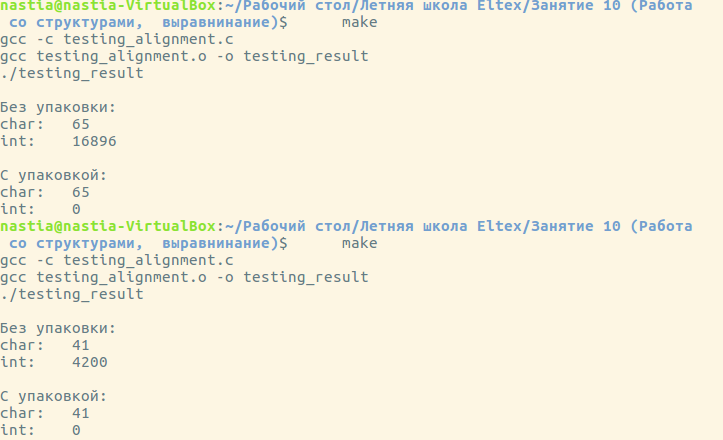 nastia@nastia-VirtualBox:~/Рабочий стол/Летняя школа Eltex/Занятие 10 (Работа
со структурами,  выравнинание)$      make
gcc -c testing_alignment.c
gcc testing_alignment.o -o testing_result
./testing_result
Без упаковки:
char:   65
int:    16896
С упаковкой:
char:   65
int:    0
nastia@nastia-VirtualBox:~/Рабочий стол/Летняя школа Eltex/Занятие 10 (Работа
со структурами,  выравнинание)$      make
gcc -c testing_alignment.c
gcc testing_alignment.o -o testing_result
./testing_result
Без упаковки:
char:   41
int:    4200
С упаковкой:
char:   41
int:    0